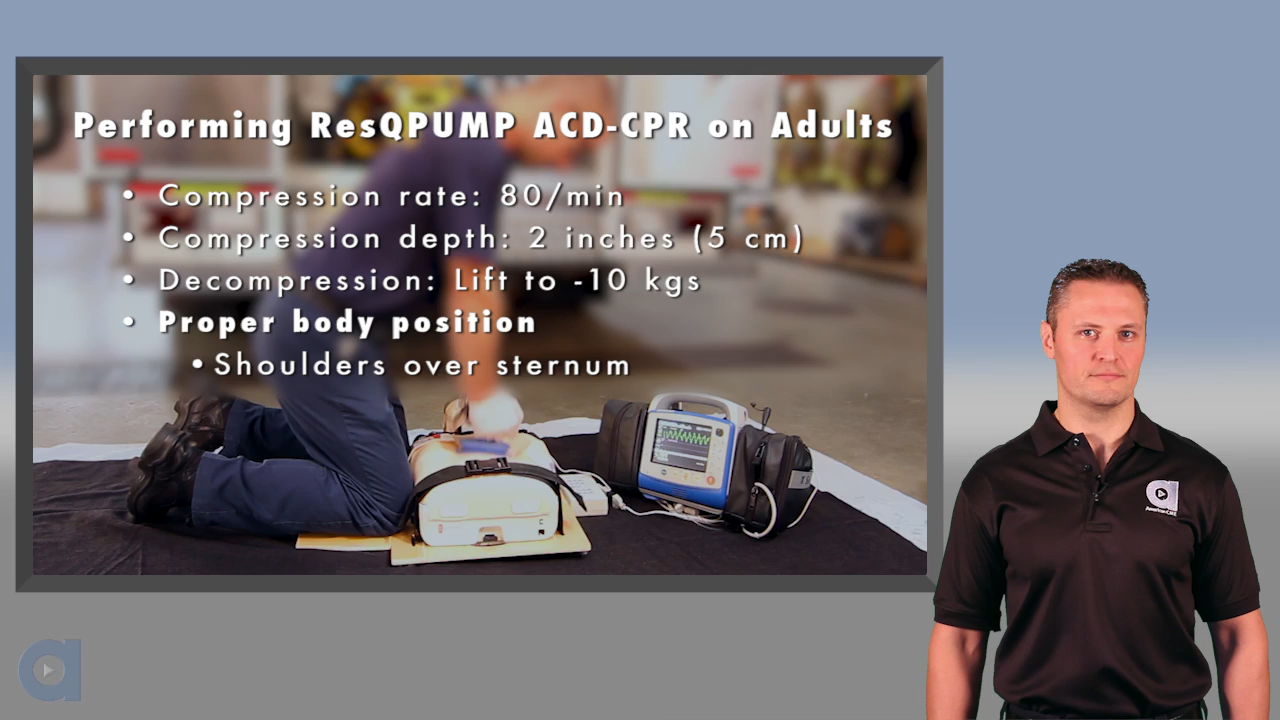 Performing ResQPUMP ACD-CPR on Adults
• Compression rate: 80/min
• Compression depth: 2 inches (5 cm)
• Decompression: Lift to -10 kgs
• Proper body position
• Shoulders over sternum